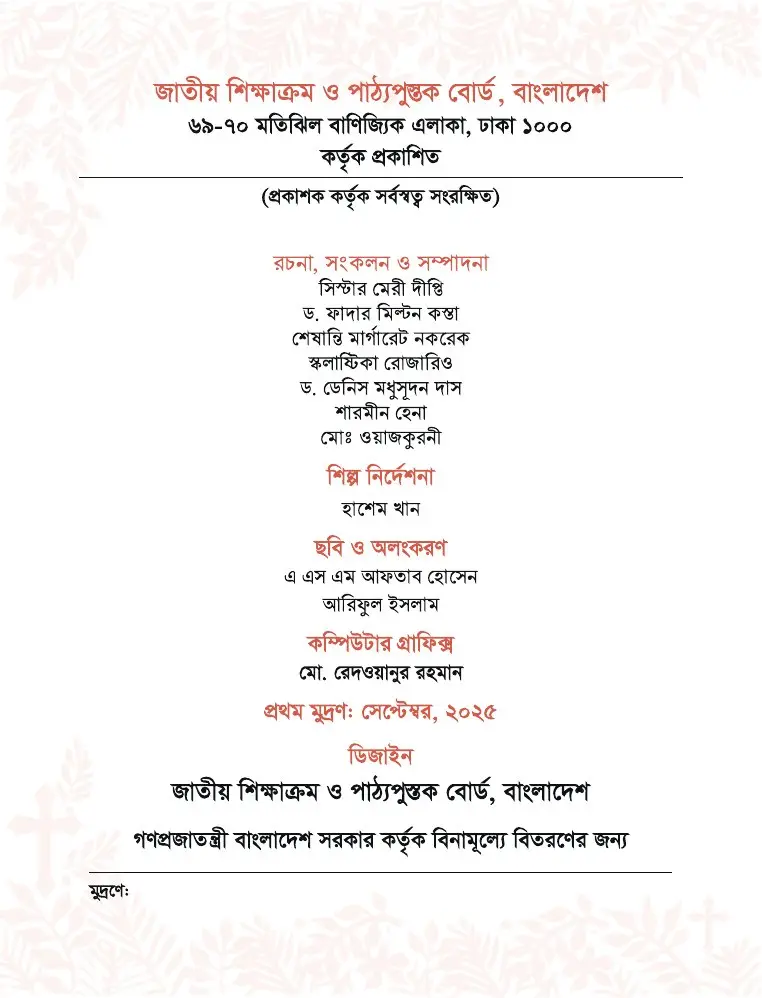 জাতীয় শিক্ষাক্রম ও পাঠ্যপুস্তক বোর্ড, বাংলাদেশ
৬৯-৭০ মতিঝিল বাণিজ্যিক এলাকা, ঢাকা ১০০০
কর্তৃক প্রকাশিত
(প্রকাশক কর্তৃক সর্বস্বত্ব সংরক্ষিত)
রচনা, সংকলন ও সম্পাদনা
সিস্টার মেরী দীপ্তি
ড. ফাদার মিল্টন কস্তা
শেষান্তি মার্গারেট নকরেক
স্কলাষ্টিকা রোজারিও
ড. ডেনিস মধুসূদন দাস
শারমীন হেনা
মোঃ ওয়াজকুরনী
শিল্প নির্দেশনা
হাশেম খান
ছবি ও অলংকরণ
এ এস এম আফতাব হোসেন
আরিফুল ইসলাম
কম্পিউটার গ্রাফিক্স
মো. রেদওয়ানুর রহমান
প্রথম মুদ্রণ: সেপ্টেম্বর, ২০২৫
ডিজাইন
জাতীয় শিক্ষাক্রম ও পাঠ্যপুস্তক বোর্ড, বাংলাদেশ
গণপ্রজাতন্ত্রী বাংলাদেশ সরকার কর্তৃক বিনামূল্যে বিতরণের জন্য
মুদ্রণে: